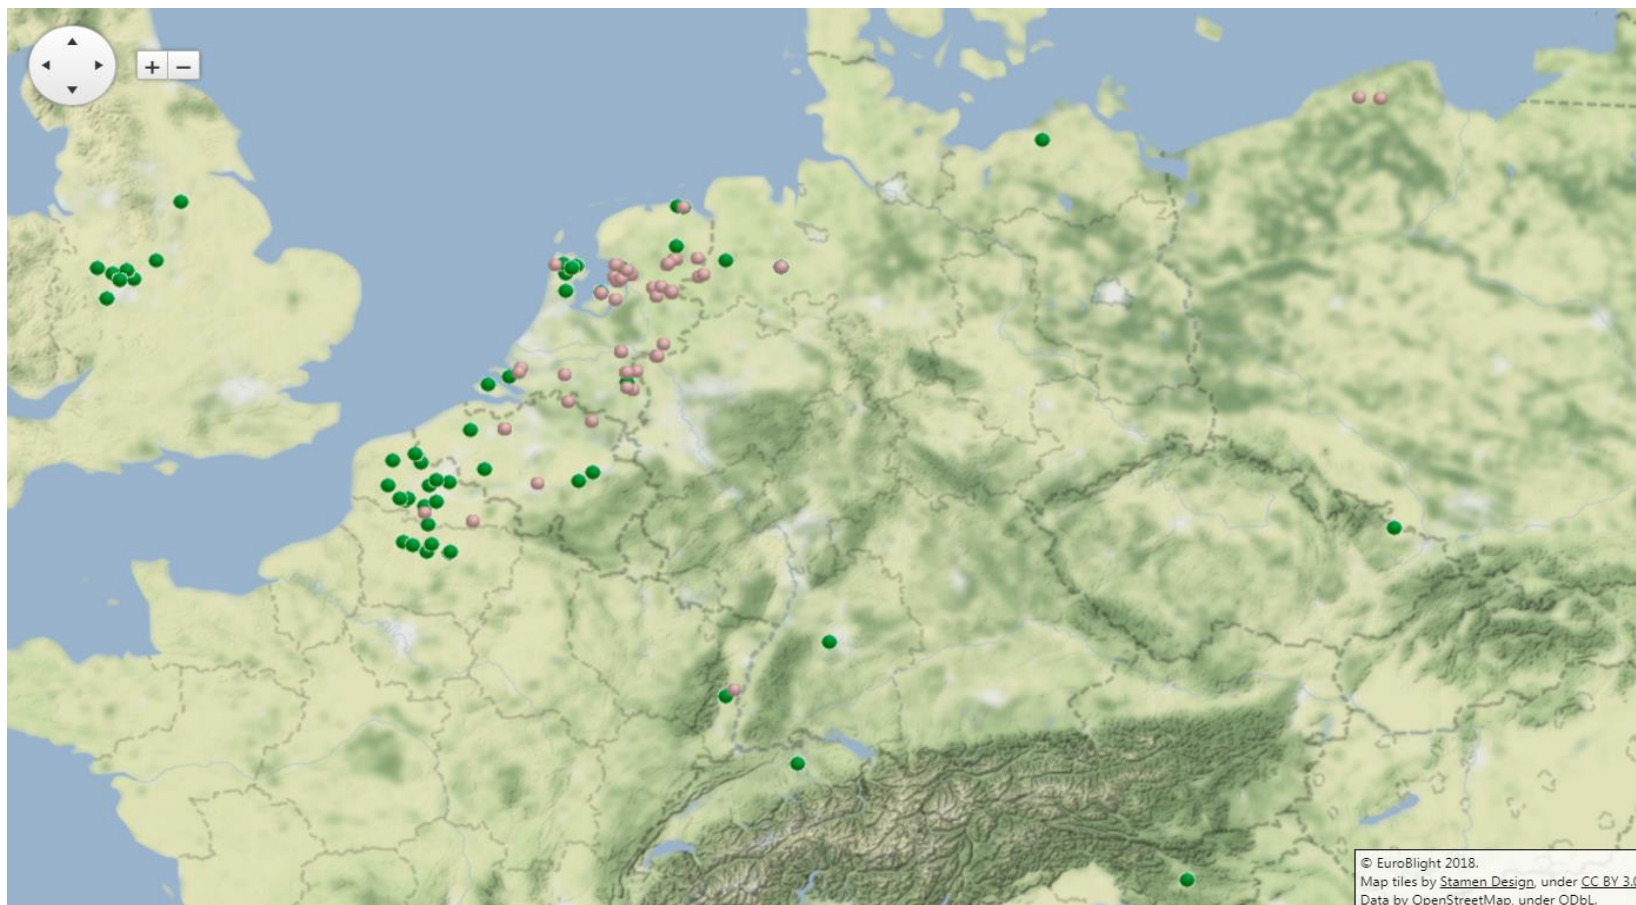 + −
© EuroBlight 2018.
Map tiles by Stamen Design, under CC BY 3.0
Data by OpenStreetMap, under ODbL.